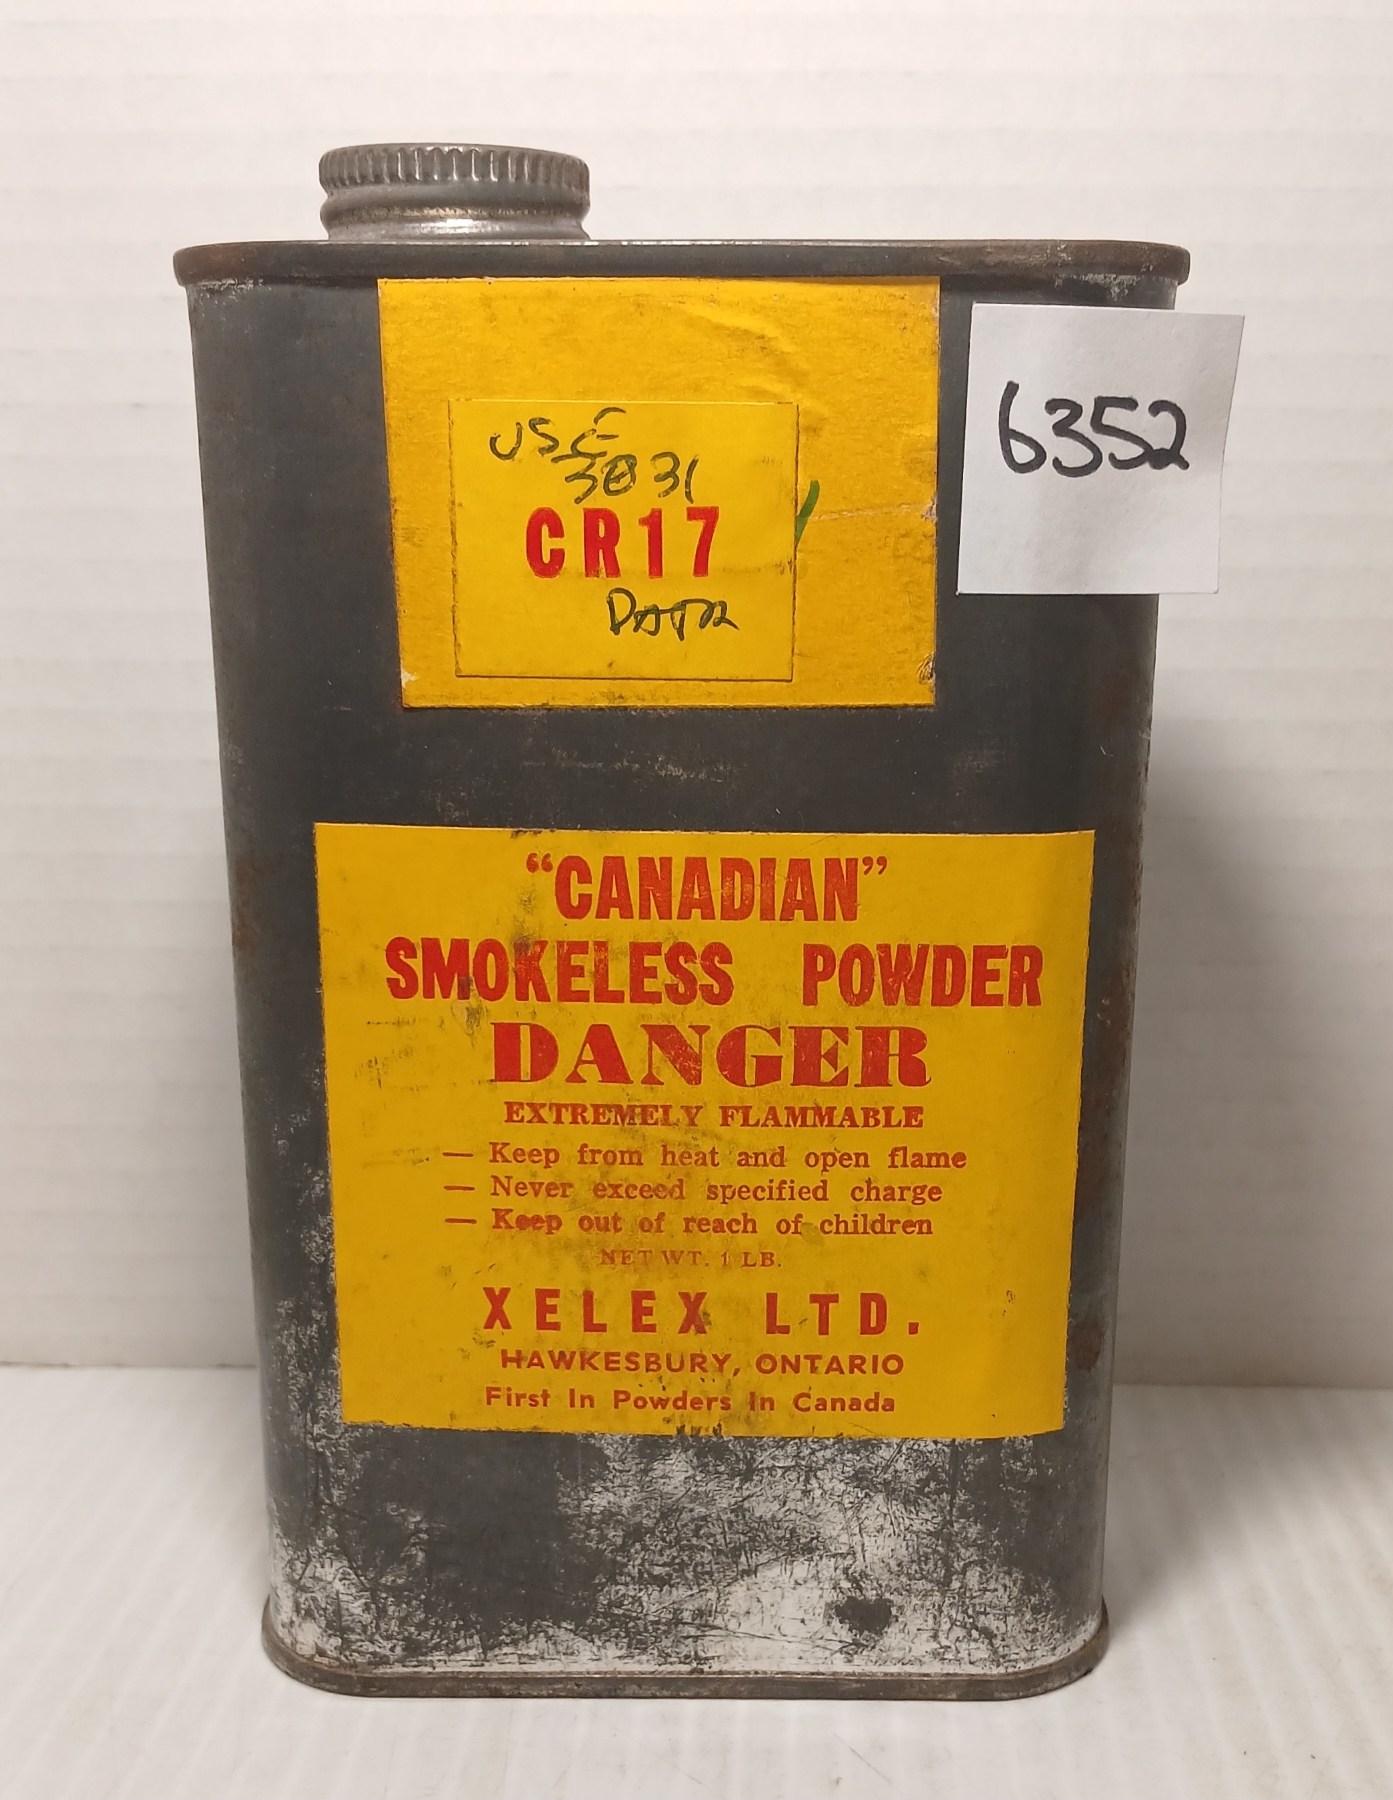 USE
3031
CR17
DATA
6352
“CANADIAN”
SMOKELESS POWDER
DANGER
EXTREMELY FLAMMABLE
— Keep from heat and open flame
— Never exceed specified charge
— Keep out of reach of children
NET WT. 1 LB.
XELEX LTD.
HAWKESBURY, ONTARIO
First In Powders In Canada